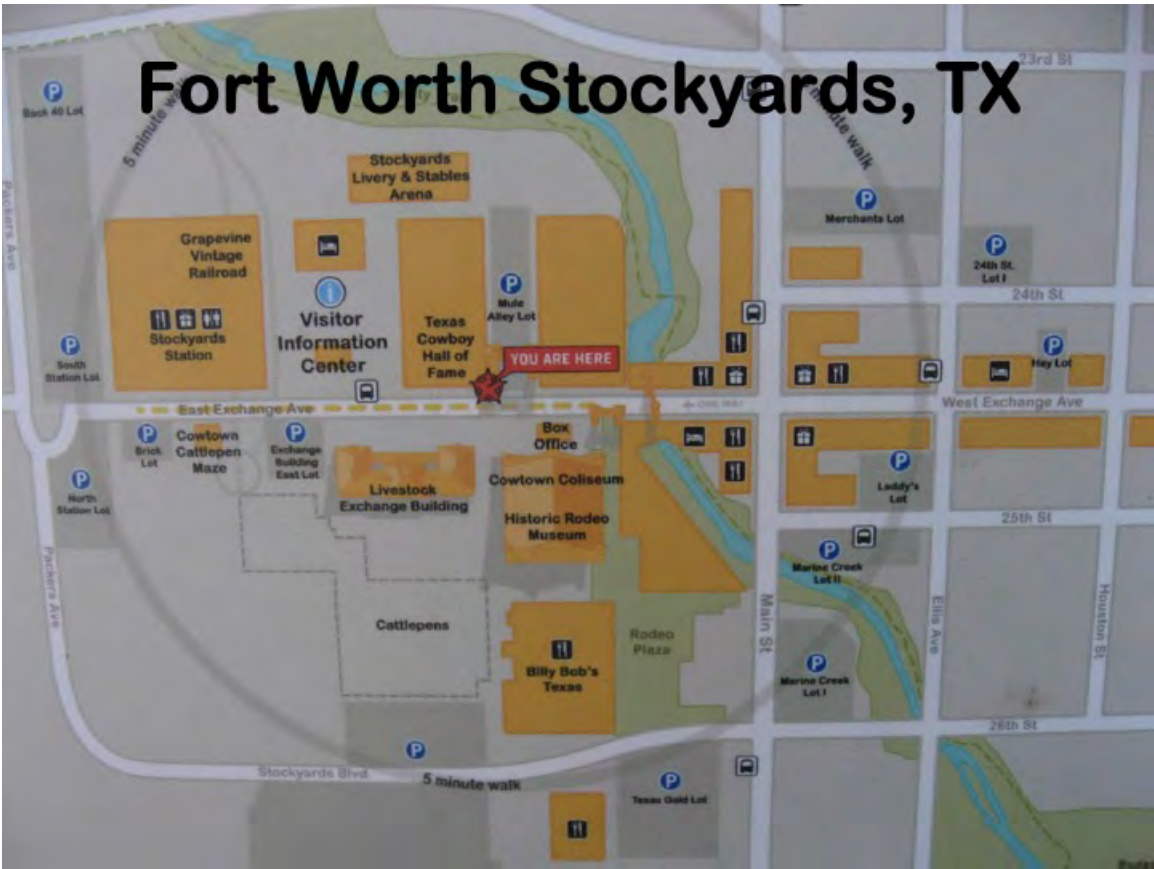 Fort Worth Stockyards, TX
23rd St
P
Back 40 Lot
5 minute walk
minute walk
Stockyards
Livery & Stables
Arena
P
Merchants Lot
Packers Ave
Grapevine
Vintage
Railroad
P
24th St.
Lot I
i
P
Mule
Alley Lot
24th St
Visitor
Information
Center
Texas
Cowboy
Hall of
Fame
Stockyards
Station
P
South
Station Lot
YOU ARE HERE
P
Hay Lot
East Exchange Ave
ONE WAY
West Exchange Ave
P
Brick
Lot
Cowtown
Cattlepen
Maze
P
Exchange
Building
East Lot
Box
Office
P
North
Station Lot
Livestock
Exchange Building
Cowtown Coliseum
Historic Rodeo
Museum
P
Leddy's
Lot
25th St
P
Marine Creek
Lot II
Packers Ave
Cattlepens
Main St
Ellis Ave
Houston St
Rodeo
Plaza
Billy Bob's
Texas
P
Marine Creek
Lot I
26th St
P
Stockyards Blvd
5 minute walk
P
Texas Gold Lot